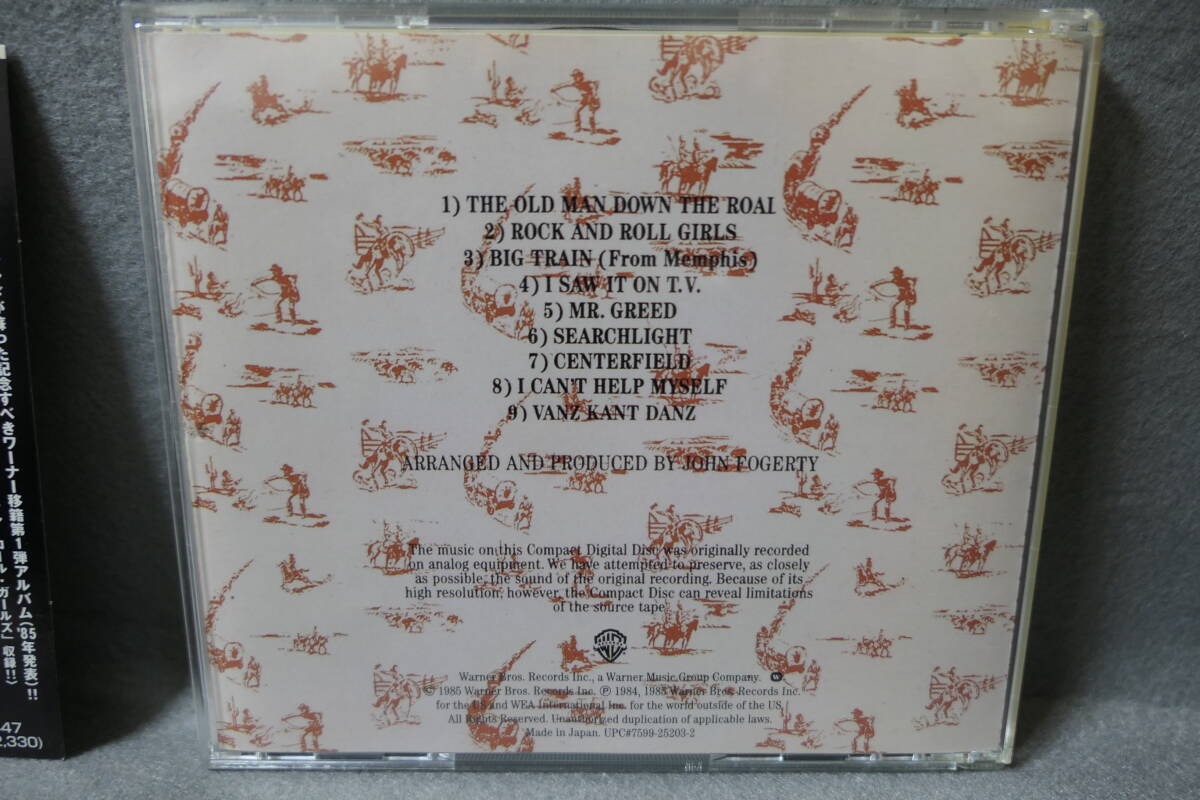 1) THE OLD MAN DOWN THE ROAD
2) ROCK AND ROLL GIRLS
3) BIG TRAIN (From Memphis)
4) I SAW IT ON T.V.
5) MR. GREED
6) SEARCHLIGHT
7) CENTERFIELD
8) I CAN'T HELP MYSELF
9) VANZ KANT DANZ
ARRANGED AND PRODUCED BY JOHN FOGERTY
The music on this Compact Digital Disc was originally recorded
on analog equipment. We have attempted to preserve, as closely
as possible, the sound of the original recording. Because of its
high resolution, however, the Compact Disc can reveal limitations
of the source tape.
Warner Bros. Records Inc., a Warner Music Group Company.
© 1985 Warner Bros. Records Inc. ℗ 1984, 1985 Warner Bros. Records Inc.
for the US and WEA International Inc. for the world outside of the US.
All Rights Reserved. Unauthorized duplication of applicable laws.
Made in Japan. UPC#7599-25203-2
た記念すべきワーナー移籍第1弾アルバム('85年発表)!!
ロール・ガールズ」収録!!)
47
2,330)